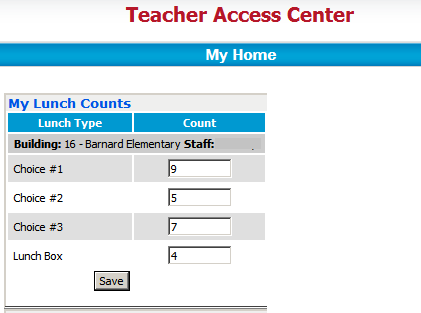 Teacher Access Center
My Home
My Lunch Counts
Lunch Type Count
Building: 16 - Barnard Elementary Staff:
Choice #1 9
Choice #2 5
Choice #3 7
Lunch Box 4
Save